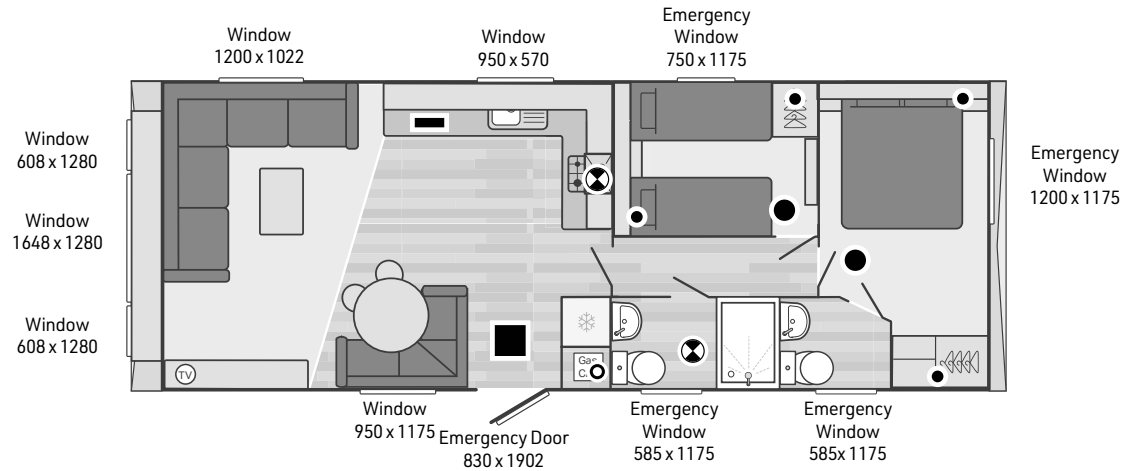 Emergency
Window
750 x 1175
Window
1200 x 1022
Window
950 x 570
Window
608 x 1280
Window
1648 x 1280
Window
608 x 1280
Emergency
Window
1200 x 1175
TV
Gas
Window
950 x 1175
Emergency Door
830 x 1902
Emergency
Window
585 x 1175
Emergency
Window
585x 1175